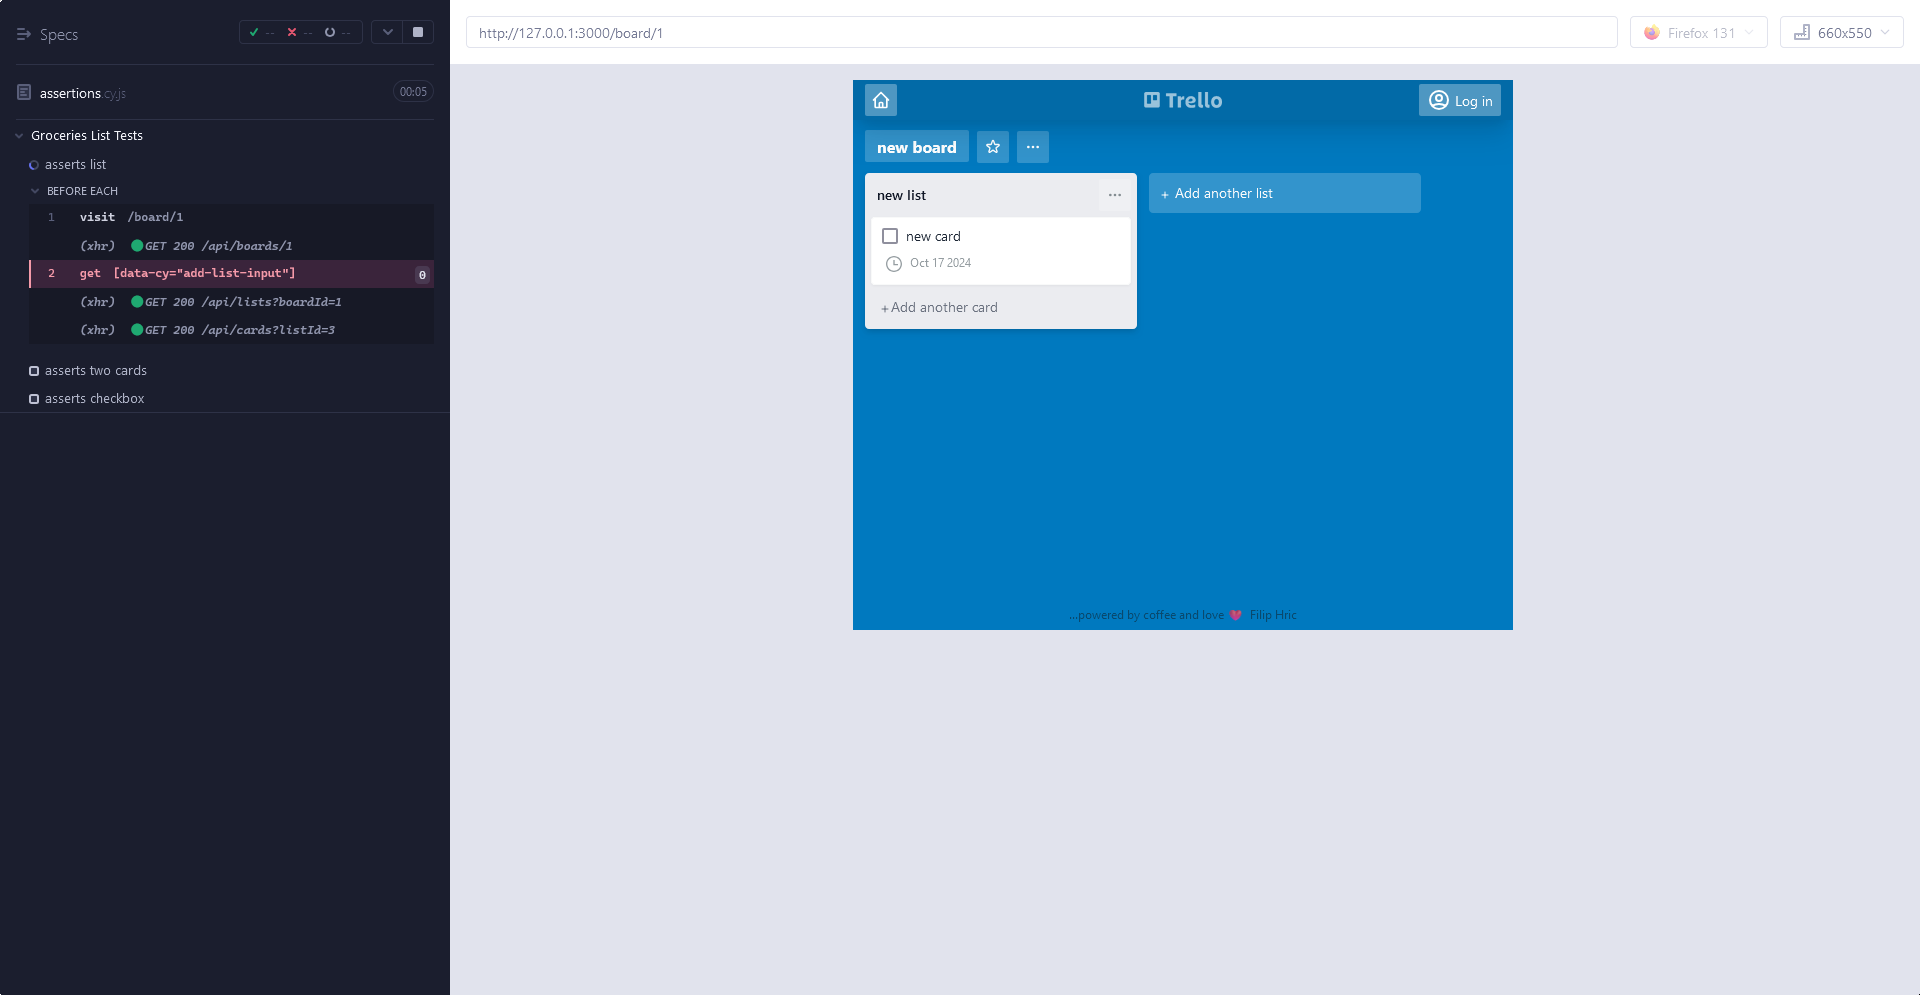 Specs
-- -- --
assertions.cy.js 00:05
Groceries List Tests
asserts list
BEFORE EACH
1 visit /board/1
(xhr) GET 200 /api/boards/1
2 get [data-cy="add-list-input"] 0
(xhr) GET 200 /api/lists?boardId=1
(xhr) GET 200 /api/cards?listId=3
asserts two cards
asserts checkbox
http://127.0.0.1:3000/board/1
Firefox 131
660x550
Trello
Log in
new board
new list
new card
Oct 17 2024
+ Add another card
+ Add another list
...powered by coffee and love 💗 Filip Hric